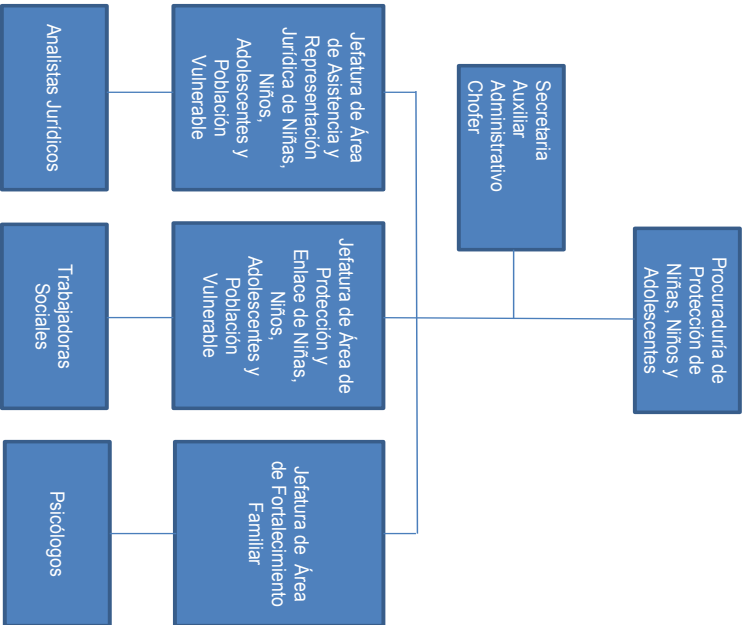 Procuraduría de
Protección de
Niñas, Niños y
Adolescentes
Secretaria
Auxiliar
Administrativo
Chofer
Jefatura de Área
de Asistencia y
Representación
Jurídica de Niñas,
Niños,
Adolescentes y
Población
Vulnerable
Jefatura de Área de
Protección y
Enlace de Niñas,
Niños,
Adolescentes y
Población
Vulnerable
Jefatura de Área
de Fortalecimiento
Familiar
Analistas Jurídicos
Trabajadoras
Sociales
Psicólogos